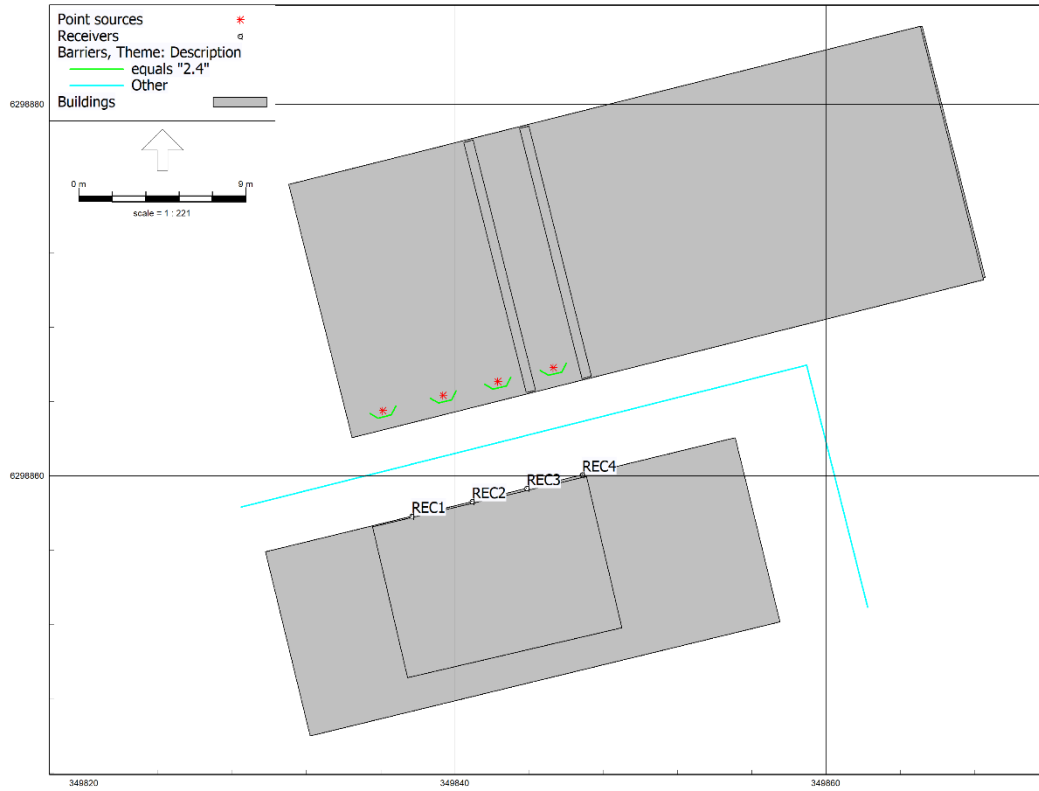 Point sources
Receivers
Barriers, Theme: Description
equals "2.4"
Other
Buildings
0 m 9 m
scale = 1 : 221
6298880
6298860
REC1
REC2
REC3
REC4
349820
349840
349860